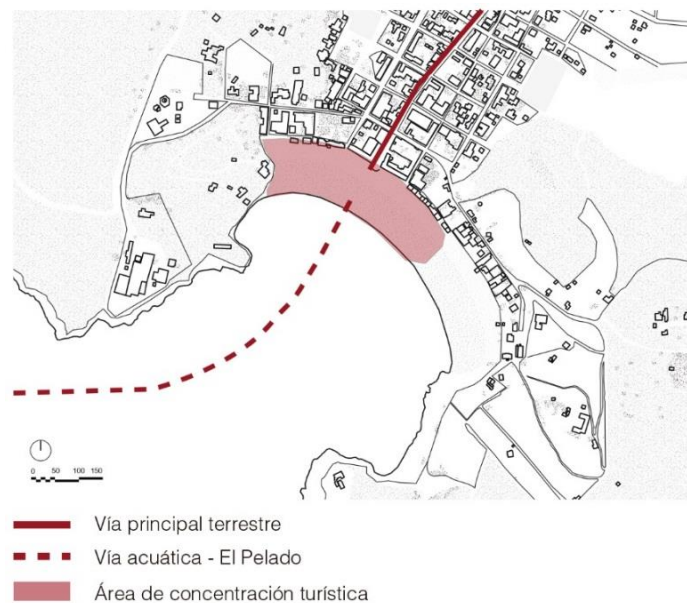 0 50 100 150
Vía principal terrestre
Vía acuática - El Pelado
Área de concentración turística